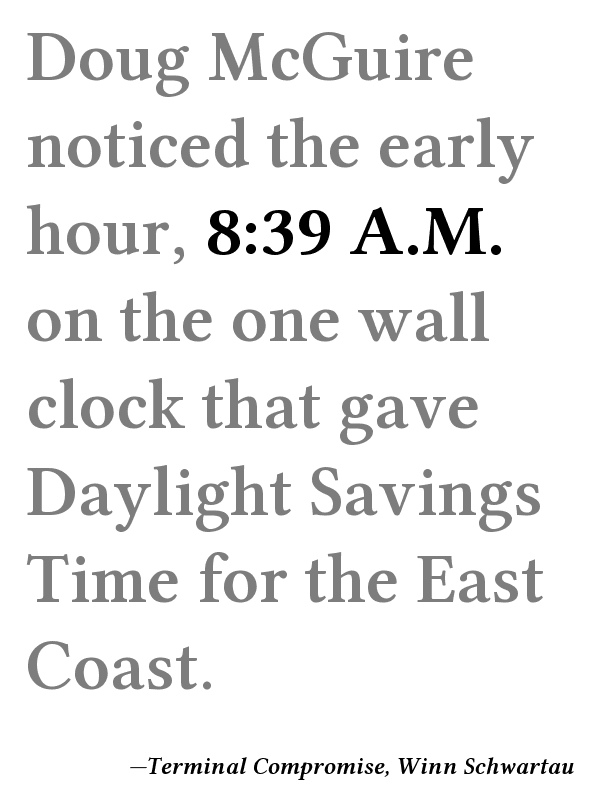 Doug McGuire
noticed the early
hour, 8:39 A.M.
on the one wall
clock that gave
Daylight Savings
Time for the East
Coast.
—Terminal Compromise, Winn Schwartau